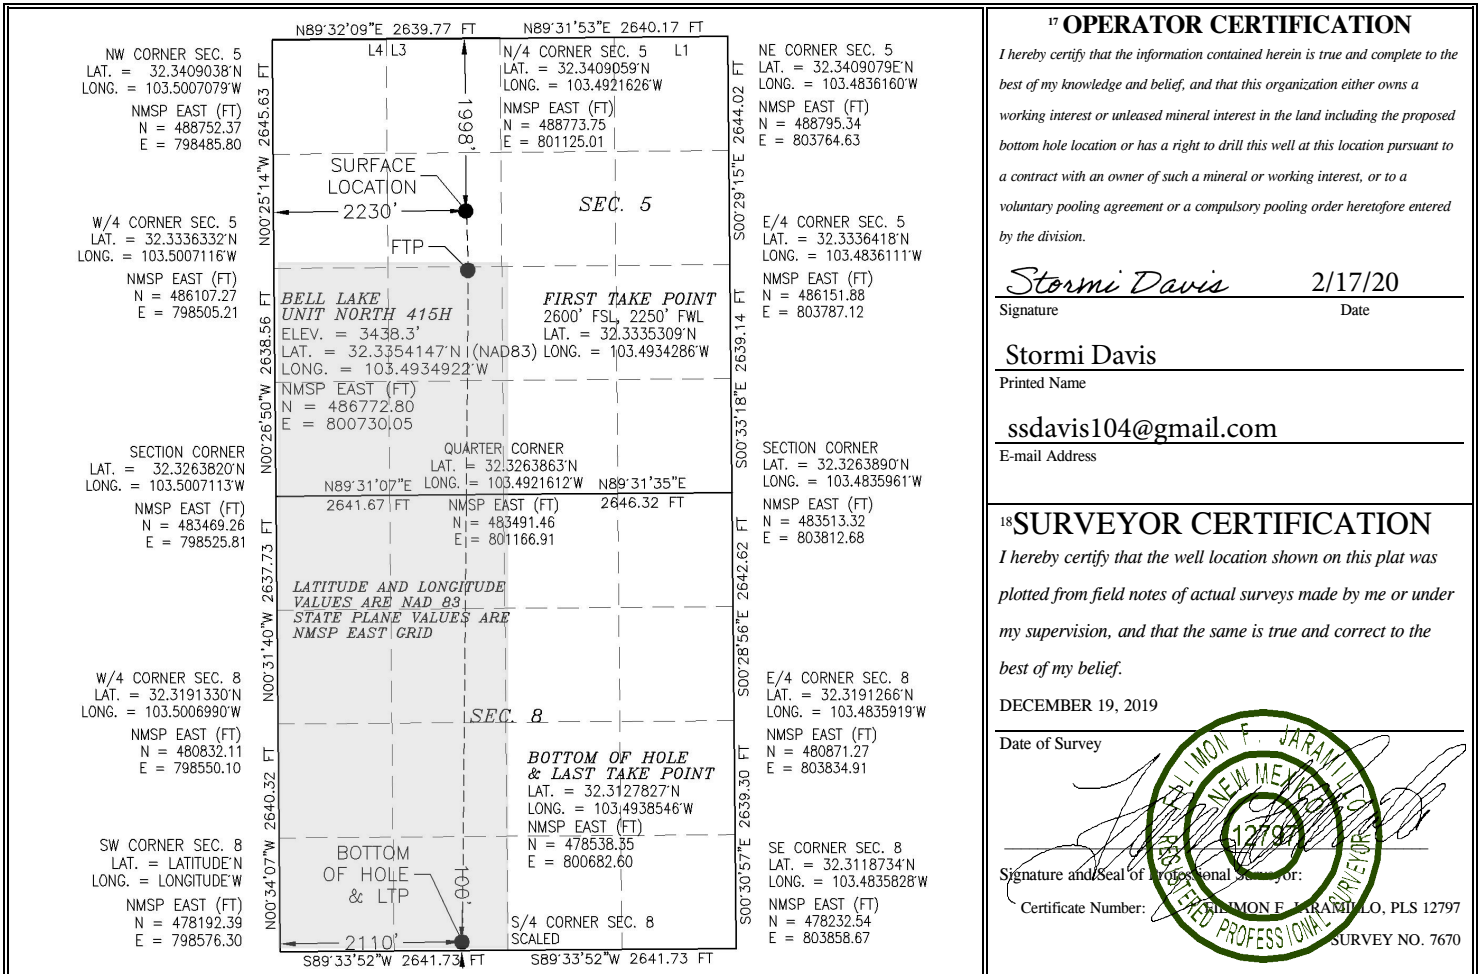 N89°32'09"E 2639.77 FT
N89°31'53"E 2640.17 FT
NW CORNER SEC. 5
LAT. = 32.3409038°N
LONG. = 103.5007079°W
NMSP EAST (FT)
N = 488752.37
E = 798485.80
N00°25'14"W 2645.63 FT
L4
L3
1998'
N/4 CORNER SEC. 5
LAT. = 32.3409059°N
LONG. = 103.4921626°W
NMSP EAST (FT)
N = 488773.75
E = 801125.01
L1
S00°29'15"E 2644.02 FT
NE CORNER SEC. 5
LAT. = 32.3409079E°N
LONG. = 103.4836160°W
NMSP EAST (FT)
N = 488795.34
E = 803764.63
SURFACE
LOCATION
2230'
SEC. 5
FTP
W/4 CORNER SEC. 5
LAT. = 32.3336332°N
LONG. = 103.5007116°W
NMSP EAST (FT)
N = 486107.27
E = 798505.21
E/4 CORNER SEC. 5
LAT. = 32.3336418°N
LONG. = 103.4836111°W
NMSP EAST (FT)
N = 486151.88
E = 803787.12
N00°26'50"W 2638.56 FT
BELL LAKE
UNIT NORTH 415H
ELEV. = 3438.3'
LAT. = 32.3354147°N (NAD83)
LONG. = 103.4934922°W
NMSP EAST (FT)
N = 486772.80
E = 800730.05
FIRST TAKE POINT
2600' FSL, 2250' FWL
LAT. = 32.3335309°N
LONG. = 103.4934286°W
S00°33'18"E 2639.14 FT
SECTION CORNER
LAT. = 32.3263820°N
LONG. = 103.5007113°W
NMSP EAST (FT)
N = 483469.26
E = 798525.81
QUARTER CORNER
LAT. = 32.3263863°N
LONG. = 103.4921612°W
N89°31'07"E
2641.67 FT
NMSP EAST (FT)
N = 483491.46
E = 801166.91
N89°31'35"E
2646.32 FT
SECTION CORNER
LAT. = 32.3263890°N
LONG. = 103.4835961°W
NMSP EAST (FT)
N = 483513.32
E = 803812.68
N00°31'40"W 2637.73 FT
LATITUDE AND LONGITUDE
VALUES ARE NAD 83
STATE PLANE VALUES ARE
NMSP EAST GRID
S00°28'56"E 2642.62 FT
W/4 CORNER SEC. 8
LAT. = 32.3191330°N
LONG. = 103.5006990°W
NMSP EAST (FT)
N = 480832.11
E = 798550.10
SEC. 8
E/4 CORNER SEC. 8
LAT. = 32.3191266°N
LONG. = 103.4835919°W
NMSP EAST (FT)
N = 480871.27
E = 803834.91
N00°34'07"W 2640.32 FT
BOTTOM OF HOLE
& LAST TAKE POINT
LAT. = 32.3127827°N
LONG. = 103.4938546°W
NMSP EAST (FT)
N = 478538.35
E = 800682.60
S00°30'57"E 2639.30 FT
SW CORNER SEC. 8
LAT. = LATITUDE°N
LONG. = LONGITUDE°W
NMSP EAST (FT)
N = 478192.39
E = 798576.30
BOTTOM
OF HOLE
& LTP
100'
2110'
S/4 CORNER SEC. 8
SCALED
SE CORNER SEC. 8
LAT. = 32.3118734°N
LONG. = 103.4835828°W
NMSP EAST (FT)
N = 478232.54
E = 803858.67
S89°33'52"W 2641.73 FT
S89°33'52"W 2641.73 FT
17 OPERATOR CERTIFICATION
I hereby certify that the information contained herein is true and complete to the
best of my knowledge and belief, and that this organization either owns a
working interest or unleased mineral interest in the land including the proposed
bottom hole location or has a right to drill this well at this location pursuant to
a contract with an owner of such a mineral or working interest, or to a
voluntary pooling agreement or a compulsory pooling order heretofore entered
by the division.
Stormi Davis 2/17/20
Signature Date
Stormi Davis
Printed Name
ssdavis104@gmail.com
E-mail Address
18 SURVEYOR CERTIFICATION
I hereby certify that the well location shown on this plat was
plotted from field notes of actual surveys made by me or under
my supervision, and that the same is true and correct to the
best of my belief.
DECEMBER 19, 2019
Date of Survey
FILIMON F. JARAMILLO
NEW MEXICO
12797
REGISTERED PROFESSIONAL SURVEYOR
Signature and Seal of Professional Surveyor:
Certificate Number: FILIMON F. JARAMILLO, PLS 12797
SURVEY NO. 7670